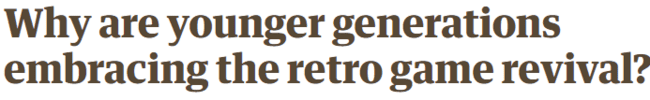 Why are younger generations
embracing the retro game revival?